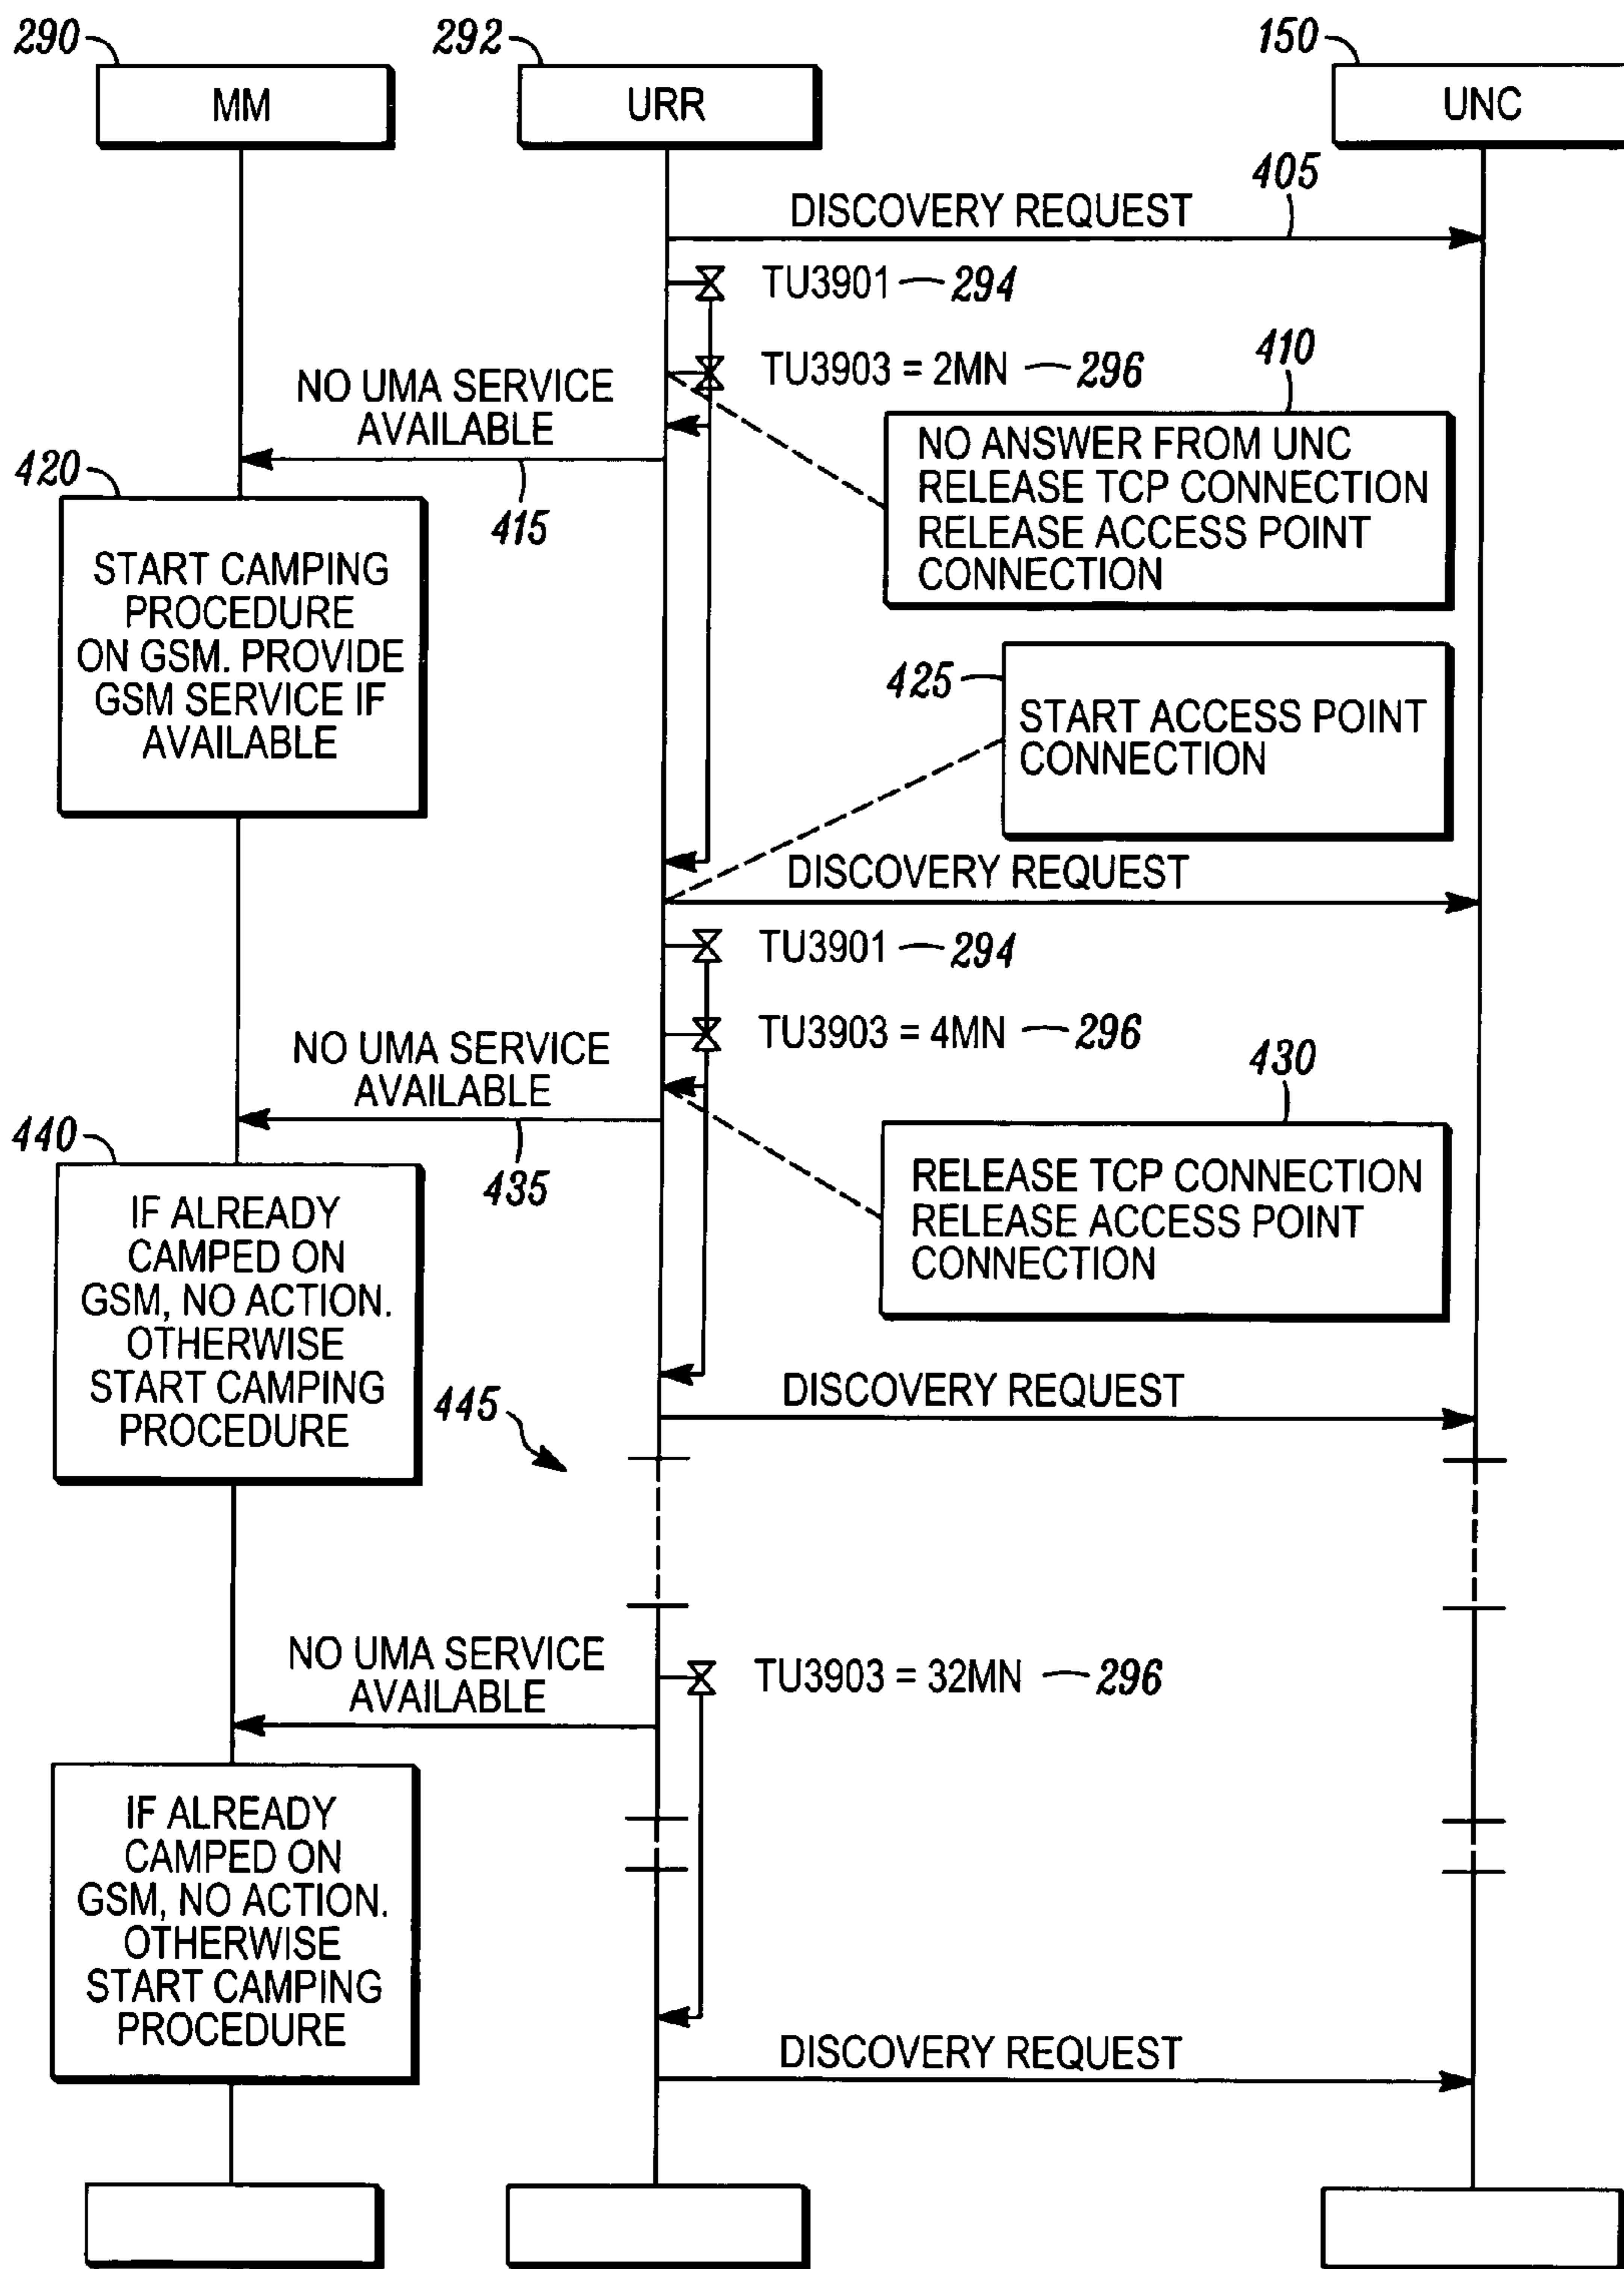 290
292
150
MM
URR
UNC
405
DISCOVERY REQUEST
TU3901
294
TU3903 = 2MN
296
410
NO UMA SERVICE
AVAILABLE
415
NO ANSWER FROM UNC
RELEASE TCP CONNECTION
RELEASE ACCESS POINT
CONNECTION
420
START CAMPING
PROCEDURE
ON GSM. PROVIDE
GSM SERVICE IF
AVAILABLE
425
START ACCESS POINT
CONNECTION
DISCOVERY REQUEST
TU3901
294
TU3903 = 4MN
296
NO UMA SERVICE
AVAILABLE
435
430
RELEASE TCP CONNECTION
RELEASE ACCESS POINT
CONNECTION
440
IF ALREADY
CAMPED ON
GSM, NO ACTION.
OTHERWISE
START CAMPING
PROCEDURE
DISCOVERY REQUEST
445
NO UMA SERVICE
AVAILABLE
TU3903 = 32MN
296
IF ALREADY
CAMPED ON
GSM, NO ACTION.
OTHERWISE
START CAMPING
PROCEDURE
DISCOVERY REQUEST